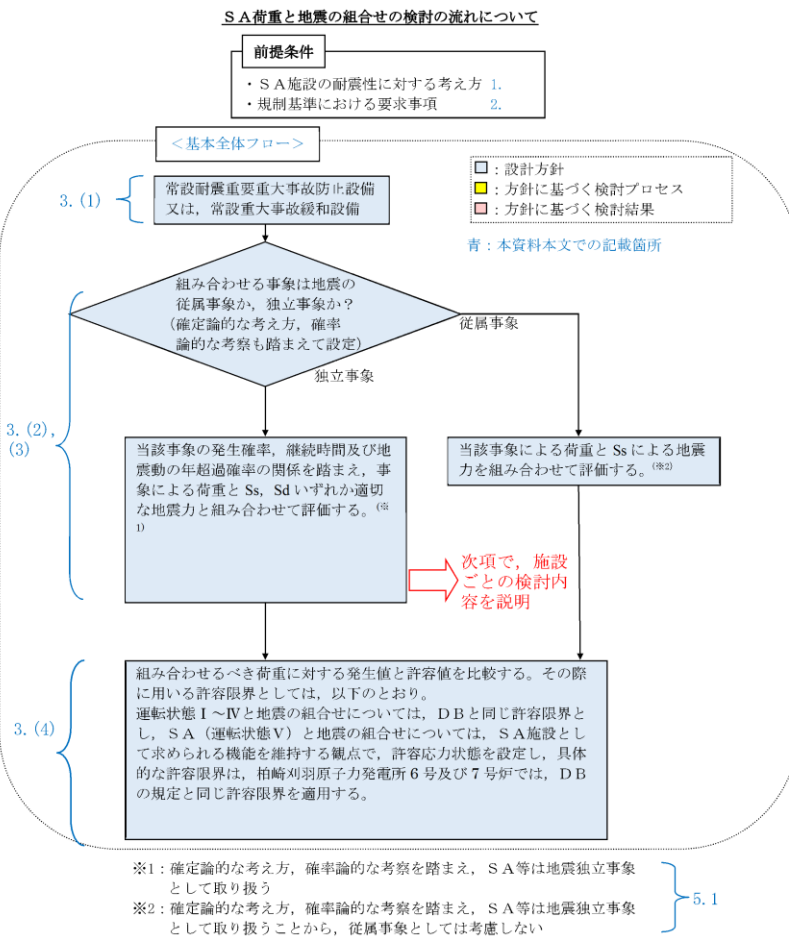 ＳＡ荷重と地震の組合せの検討の流れについて
前提条件
・ＳＡ施設の耐震性に対する考え方 1.
・規制基準における要求事項 2.
＜基本全体フロー＞
：設計方針
：方針に基づく検討プロセス
：方針に基づく検討結果
青：本資料本文での記載箇所
3. (1)
常設耐震重要重大事故防止設備
又は，常設重大事故緩和設備
組み合わせる事象は地震の
従属事象か，独立事象か？
（確定論的な考え方，確率
論的な考察も踏まえて設定）
従属事象
独立事象
3. (2),
(3)
当該事象の発生確率，継続時間及び地
震動の年超過確率の関係を踏まえ，事
象による荷重と Ss，Sd いずれか適切
な地震力と組み合わせて評価する。(※
1)
当該事象による荷重と Ss による地震
力を組み合わせて評価する。(※2)
次項で，施設
ごとの検討内
容を説明
3. (4)
組み合わせるべき荷重に対する発生値と許容値を比較する。その際
に用いる許容限界としては，以下のとおり。
運転状態Ⅰ～Ⅳと地震の組合せについては，ＤＢと同じ許容限界と
し，ＳＡ（運転状態Ⅴ）と地震の組合せについては，ＳＡ施設とし
て求められる機能を維持する観点で，許容応力状態を設定し，具体
的な許容限界は，柏崎刈羽原子力発電所６号及び７号炉では，ＤＢ
の規定と同じ許容限界を適用する。
※1：確定論的な考え方，確率論的な考察を踏まえ，ＳＡ等は地震独立事象
として取り扱う
※2：確定論的な考え方，確率論的な考察を踏まえ，ＳＡ等は地震独立事象
として取り扱うことから，従属事象としては考慮しない
5. 1